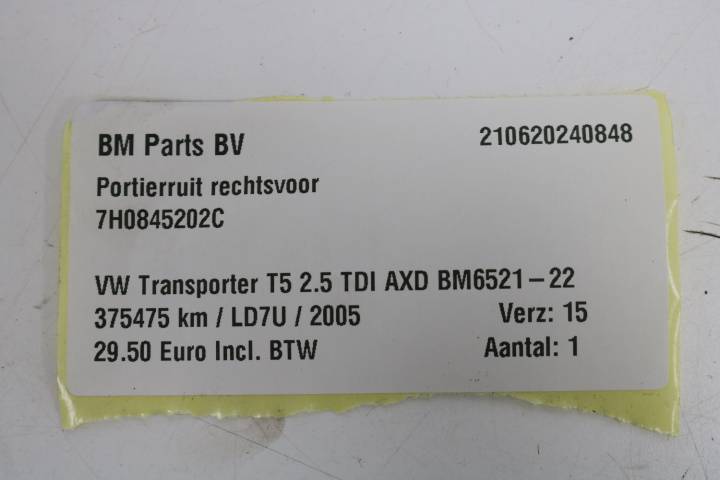 BM Parts BV 210620240848
Portierruit rechtsvoor
7H0845202C
VW Transporter T5 2.5 TDI AXD BM6521-22
375475 km / LD7U / 2005 Verz: 15
29.50 Euro Incl. BTW Aantal: 1